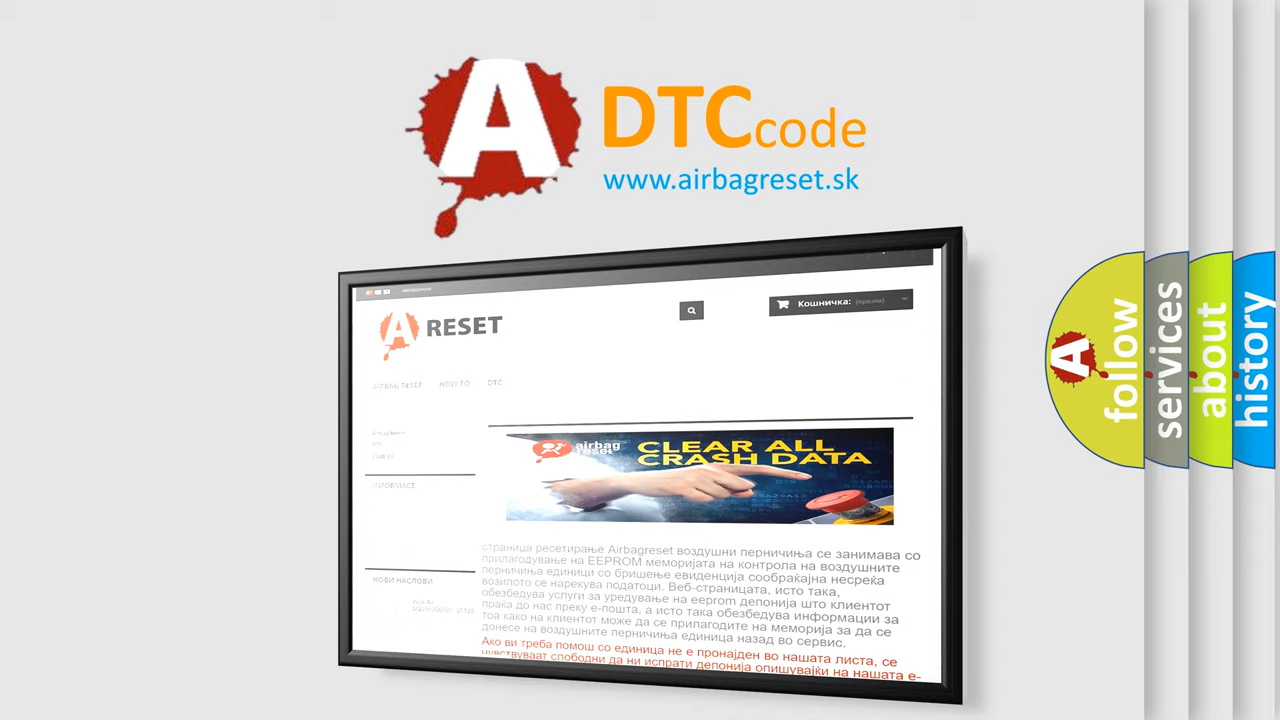 A
DTCcode
www.airbagreset.sk
Кошничка: (празни)
A RESET
AIRBAG RESET HOW TO DTC
airbag reset
CLEAR ALL
CRASH DATA
INFORMACE
страница ресетирање Airbagreset воздушни перничиња се занимава со
прилагодување на EEPROM меморијата на контрола на воздушните
перничиња единици со бришење евиденција сообраќајна несреќа
возилото се нарекува податоци. Веб-страницата, исто така,
обезбедува услуги за уредување на eeprom депонија што клиентот
праќа до нас преку е-пошта, а исто така обезбедува информации за
тоа како на клиентот може да се прилагодите на меморија за да се
донесе на воздушните перничиња единица назад во сервис.
Ако ви треба помош со единица не е пронајден во нашата листа, се
чувствуваат слободни да ни испрати депонија опишувајќи на нашата е-
НОВИ НАСЛОВИ
A
follow
services
about
history